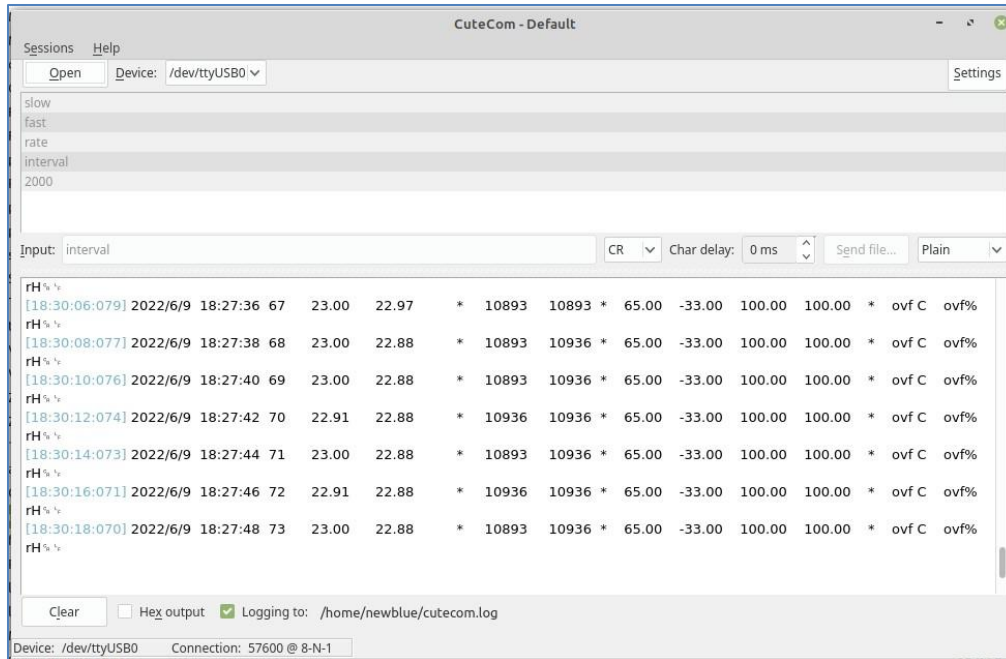 CuteCom - Default
Sessions Help
Open Device: /dev/ttyUSB0 Settings
slow
fast
rate
interval
2000
Input: interval CR Char delay: 0 ms Send file... Plain
rH
[18:30:06:079] 2022/6/9 18:27:36 67 23.00 22.97 * 10893 10893 * 65.00 -33.00 100.00 100.00 * ovf C ovf%
rH
[18:30:08:077] 2022/6/9 18:27:38 68 23.00 22.88 * 10893 10936 * 65.00 -33.00 100.00 100.00 * ovf C ovf%
rH
[18:30:10:076] 2022/6/9 18:27:40 69 23.00 22.88 * 10893 10936 * 65.00 -33.00 100.00 100.00 * ovf C ovf%
rH
[18:30:12:074] 2022/6/9 18:27:42 70 22.91 22.88 * 10936 10936 * 65.00 -33.00 100.00 100.00 * ovf C ovf%
rH
[18:30:14:073] 2022/6/9 18:27:44 71 23.00 22.88 * 10893 10936 * 65.00 -33.00 100.00 100.00 * ovf C ovf%
rH
[18:30:16:071] 2022/6/9 18:27:46 72 22.91 22.88 * 10936 10936 * 65.00 -33.00 100.00 100.00 * ovf C ovf%
rH
[18:30:18:070] 2022/6/9 18:27:48 73 23.00 22.88 * 10893 10936 * 65.00 -33.00 100.00 100.00 * ovf C ovf%
rH
Clear Hex output Logging to: /home/newblue/cutecom.log
Device: /dev/ttyUSB0 Connection: 57600 @ 8-N-1